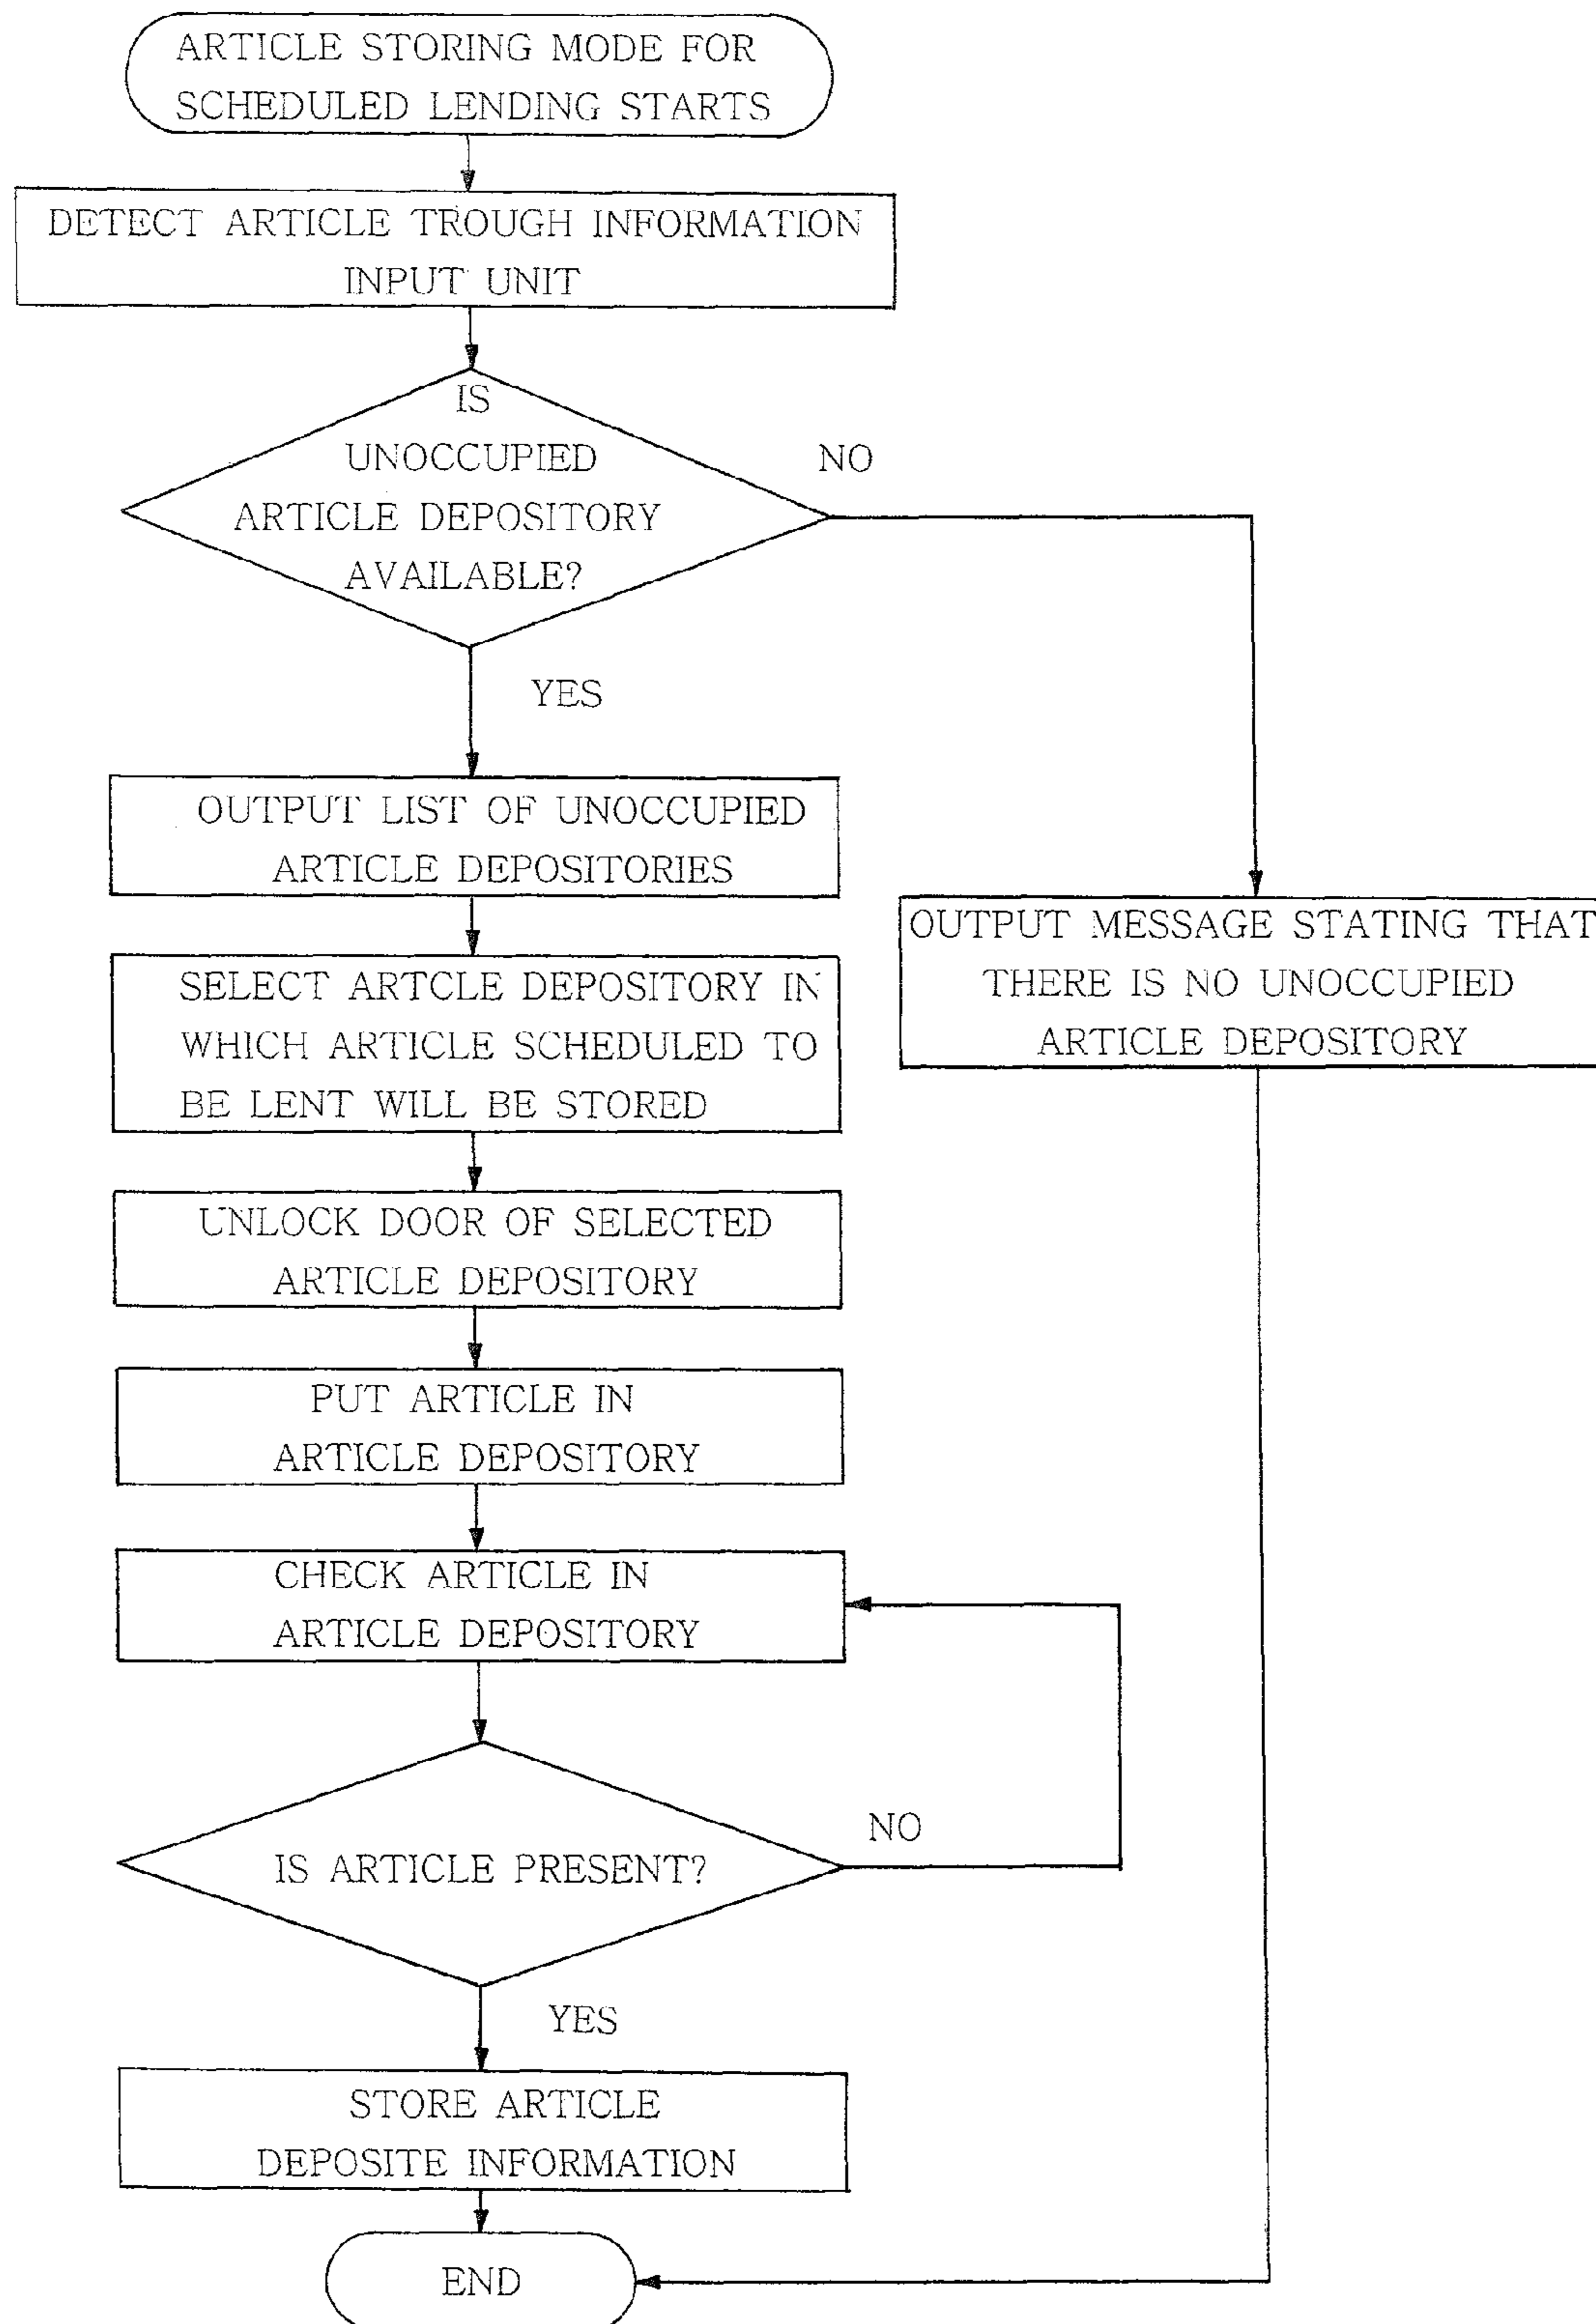 ARTICLE STORING MODE FOR
SCHEDULED LENDING STARTS
DETECT ARTICLE TROUGH INFORMATION
INPUT UNIT
IS
UNOCCUPIED
ARTICLE DEPOSITORY
AVAILABLE?
NO
YES
OUTPUT LIST OF UNOCCUPIED
ARTICLE DEPOSITORIES
OUTPUT MESSAGE STATING THAT
THERE IS NO UNOCCUPIED
ARTICLE DEPOSITORY
SELECT ARTCLE DEPOSITORY IN
WHICH ARTICLE SCHEDULED TO
BE LENT WILL BE STORED
UNLOCK DOOR OF SELECTED
ARTICLE DEPOSITORY
PUT ARTICLE IN
ARTICLE DEPOSITORY
CHECK ARTICLE IN
ARTICLE DEPOSITORY
IS ARTICLE PRESENT?
NO
YES
STORE ARTICLE
DEPOSITE INFORMATION
END